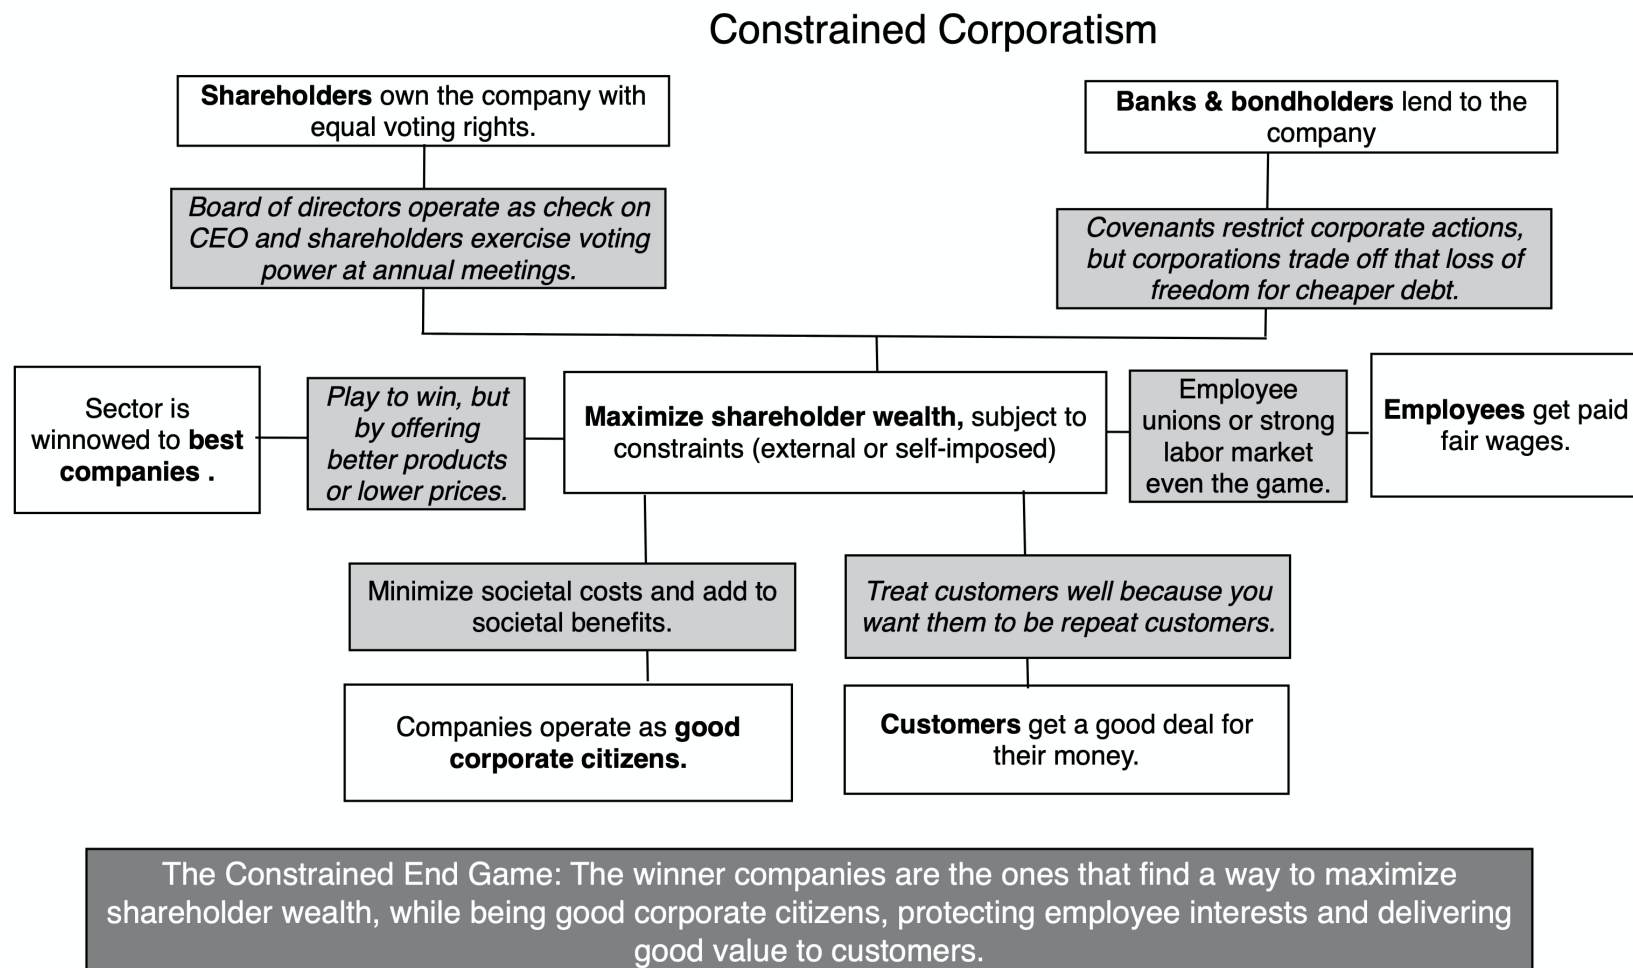 Constrained Corporatism
Shareholders own the company with
equal voting rights.
Banks & bondholders lend to the
company
Board of directors operate as check on
CEO and shareholders exercise voting
power at annual meetings.
Covenants restrict corporate actions,
but corporations trade off that loss of
freedom for cheaper debt.
Sector is
winnowed to best
companies .
Play to win, but
by offering
better products
or lower prices.
Maximize shareholder wealth, subject to
constraints (external or self-imposed)
Employee
unions or strong
labor market
even the game.
Employees get paid
fair wages.
Minimize societal costs and add to
societal benefits.
Treat customers well because you
want them to be repeat customers.
Companies operate as good
corporate citizens.
Customers get a good deal for
their money.
The Constrained End Game: The winner companies are the ones that find a way to maximize
shareholder wealth, while being good corporate citizens, protecting employee interests and delivering
good value to customers.